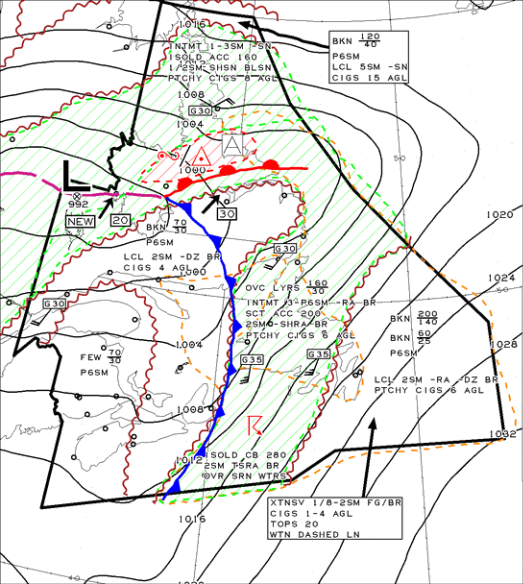 1016
INTMT 1-3SM -SN
ISOLD ACC 160
1/2SM SHSN BLSN
PTCHY CIGS 8 AGL
BKN 120/40
P6SM
LCL 5SM -SN
CIGS 15 AGL
1008
G30
1004
A
1000
50
L
992
NEW
20
30
1020
BKN 70/30
P6SM
LCL 2SM -DZ BR
CIGS 4 AGL
1000
G30
G30
1024
OVC LYRS 160/30
INTMT 3-P6SM -RA BR
SCT ACC 200
2SM -SHRA BR
PTCHY CIGS 6 AGL
BKN 200/140
BKN 60/25
P6SM
1004
1028
FEW 70/30
P6SM
G35
G35
LCL 2SM -RA -DZ BR
PTCHY CIGS 6 AGL
1008
1032
1012
ISOLD CB 280
2SM TSRA BR
OVR SRN WTRS
1016
XTNSV 1/8-2SM FG/BR
CIGS 1-4 AGL
TOPS 20
WTN DASHED LN
40